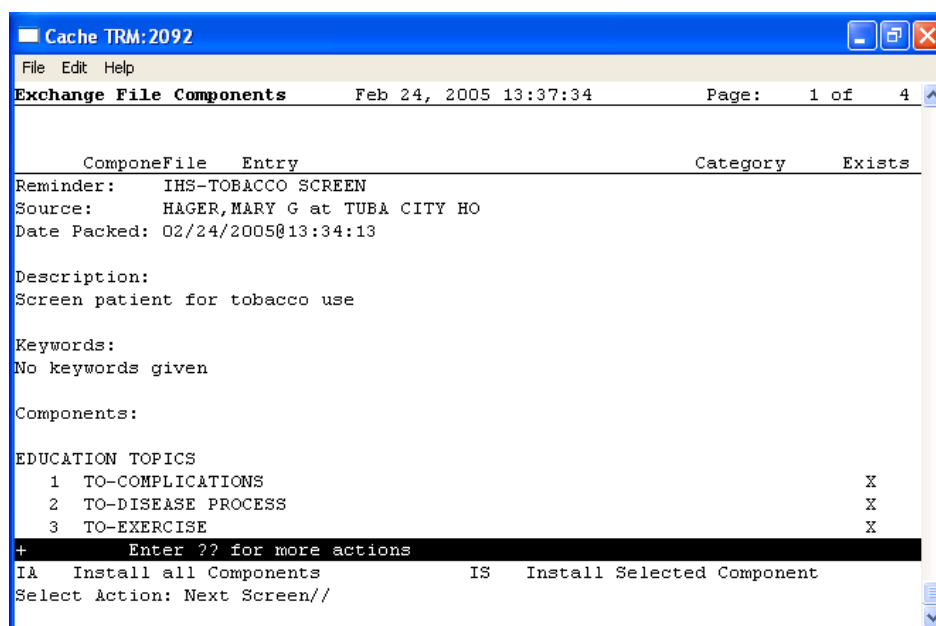 Cache TRM:2092
File Edit Help
Exchange File Components Feb 24, 2005 13:37:34 Page: 1 of 4
ComponeFile Entry Category Exists
Reminder: IHS-TOBACCO SCREEN
Source: HAGER,MARY G at TUBA CITY HO
Date Packed: 02/24/2005@13:34:13
Description:
Screen patient for tobacco use
Keywords:
No keywords given
Components:
EDUCATION TOPICS
1 TO-COMPLICATIONS X
2 TO-DISEASE PROCESS X
3 TO-EXERCISE X
+ Enter ?? for more actions
IA Install all Components IS Install Selected Component
Select Action: Next Screen//